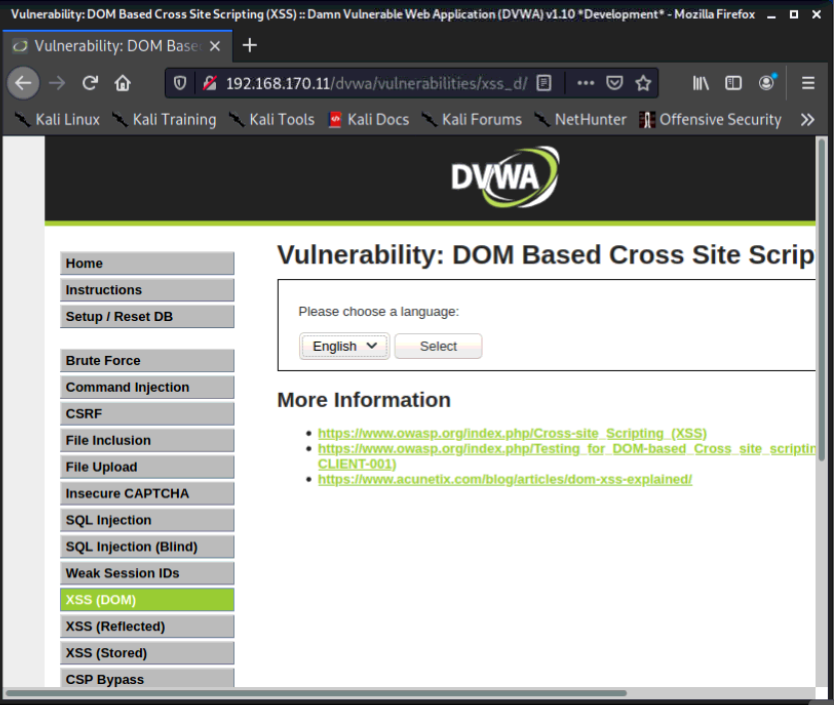 Vulnerability: DOM Based Cross Site Scripting (XSS) :: Damn Vulnerable Web Application (DVWA) v1.10 *Development* - Mozilla Firefox
Vulnerability: DOM Base
192.168.170.11/dvwa/vulnerabilities/xss_d/
Kali Linux Kali Training Kali Tools Kali Docs Kali Forums NetHunter Offensive Security
DVWA
Home
Instructions
Setup / Reset DB
Brute Force
Command Injection
CSRF
File Inclusion
File Upload
Insecure CAPTCHA
SQL Injection
SQL Injection (Blind)
Weak Session IDs
XSS (DOM)
XSS (Reflected)
XSS (Stored)
CSP Bypass
Vulnerability: DOM Based Cross Site Scrip
Please choose a language:
English Select
More Information
• https://www.owasp.org/index.php/Cross-site_Scripting_(XSS)
• https://www.owasp.org/index.php/Testing_for_DOM-based_Cross_site_scriptin
CLIENT-001)
• https://www.acunetix.com/blog/articles/dom-xss-explained/